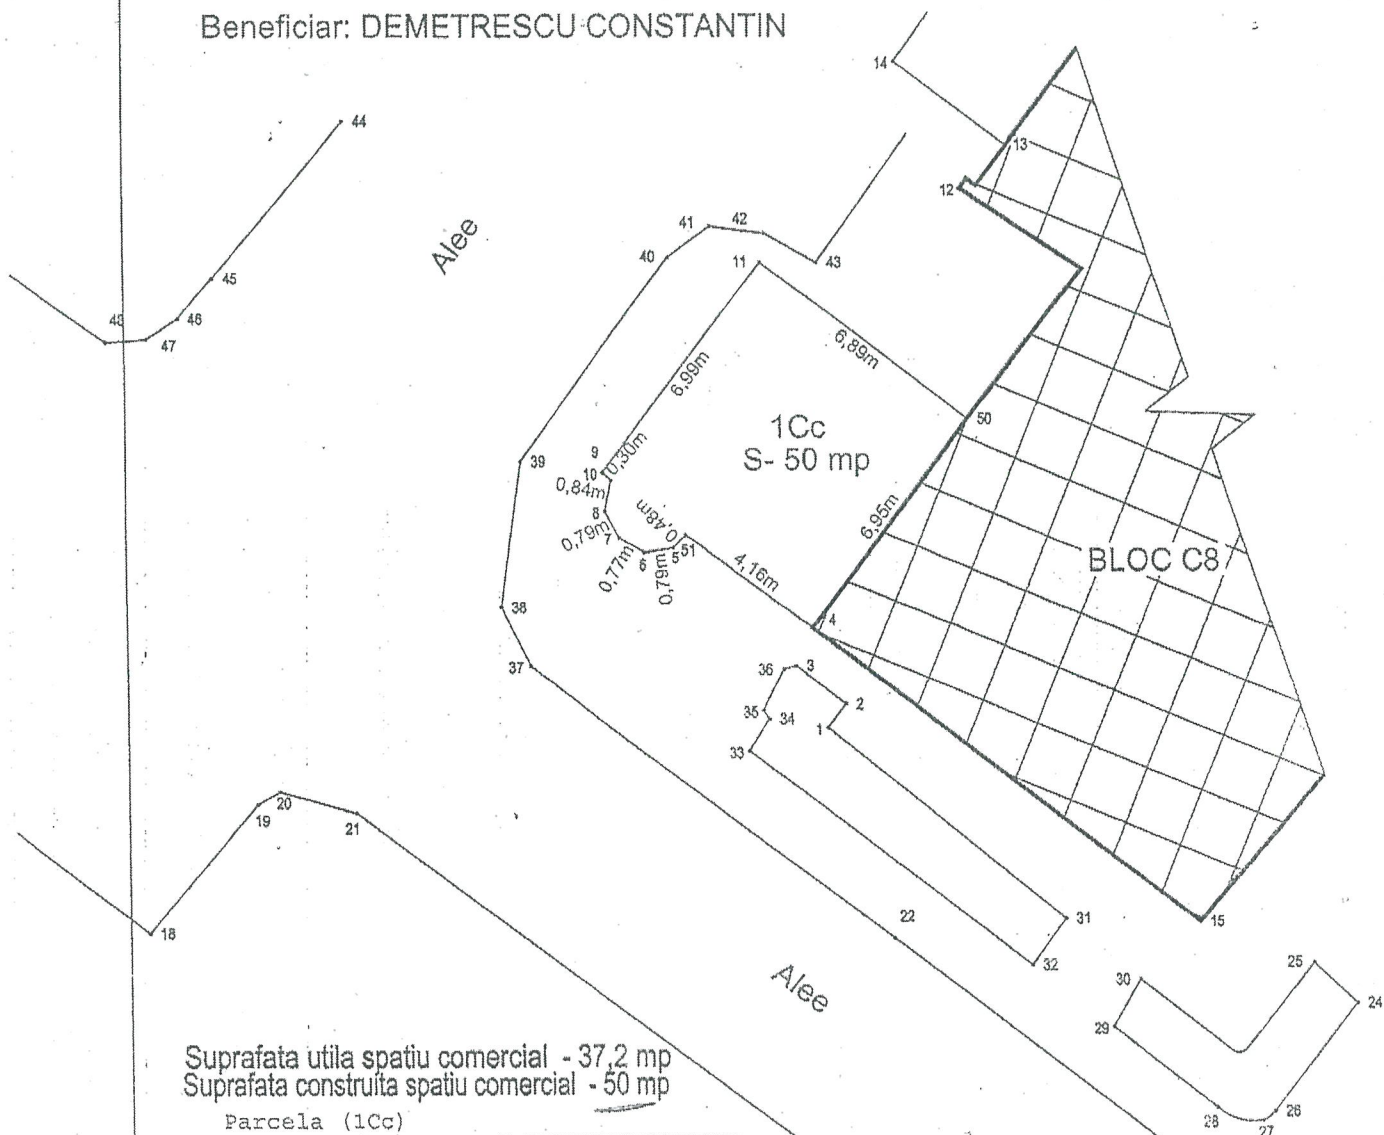 Beneficiar: DEMETRESCU CONSTANTIN
14
44
13
12
Alee
41
42
40
11
43
45
46
48
47
6,89m
6,99m
1Cc
S- 50 mp
50
39
9
0,30m
10
0,84m
8
0,48m
6,95m
0,79m
7
51
5
6
0,77m
0,79m
4,16m
BLOC C8
38
4
37
36
3
2
35
34
1
33
20
19
21
18
22
31
15
32
Alee
25
30
24
29
Suprafata utila spatiu comercial - 37,2 mp
Suprafata construita spatiu comercial - 50 mp
Parcela (1Cc)
28
26
27